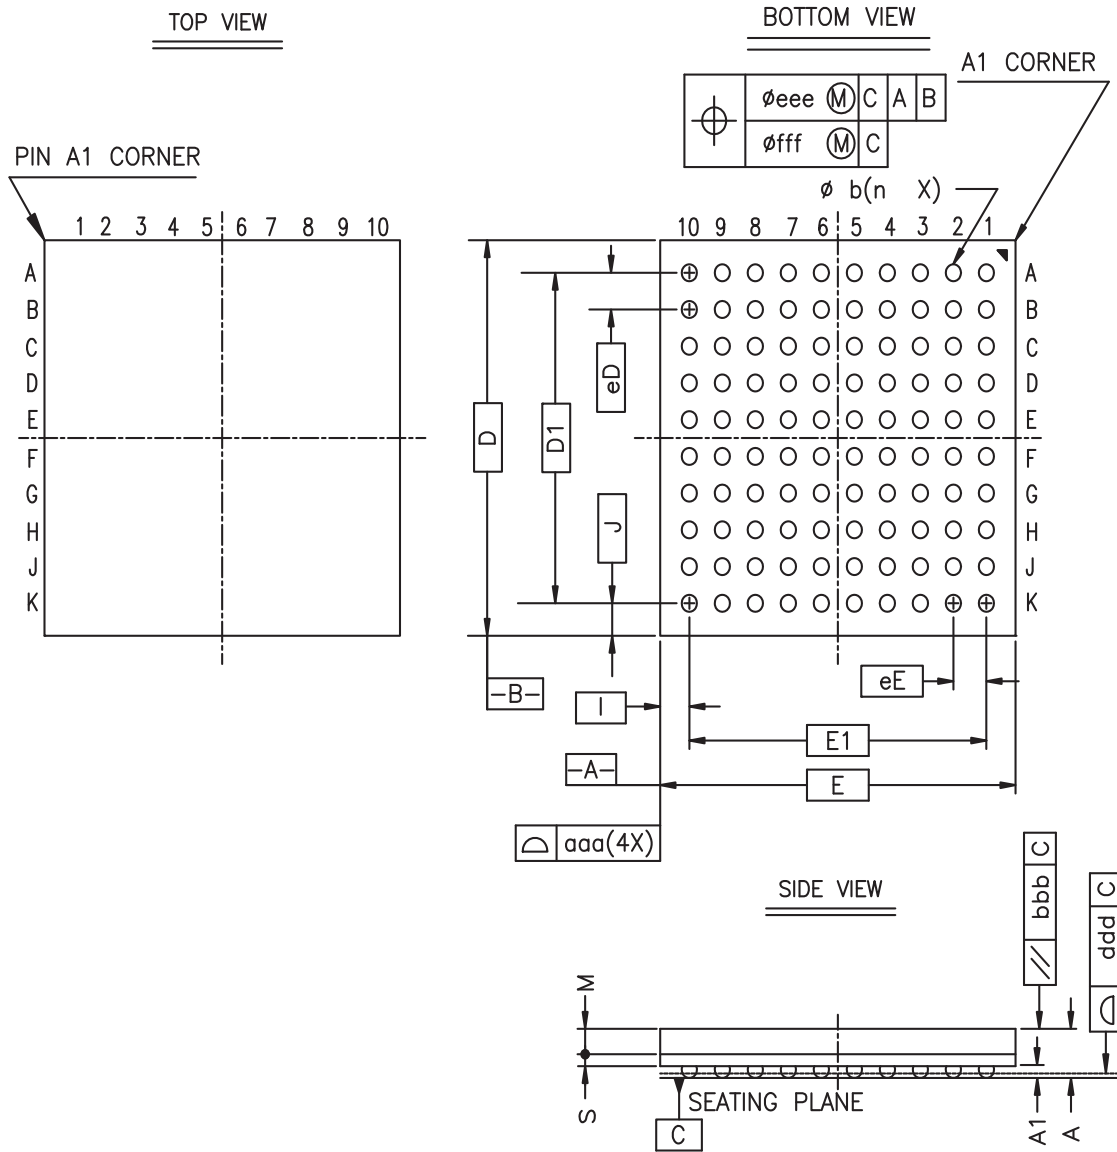 TOP VIEW
BOTTOM VIEW
A1 CORNER
øeee Ⓜ C A B
øfff Ⓜ C
PIN A1 CORNER
ø b(n X)
1 2 3 4 5 6 7 8 9 10
10 9 8 7 6 5 4 3 2 1
A A
B B
C C
D D
E E
F F
G G
H H
J J
K K
eD
D
D1
J
-B-
eE
I
E1
-A-
E
aaa(4X)
SIDE VIEW
// bbb C
ddd C
M
S
SEATING PLANE
C
A1
A